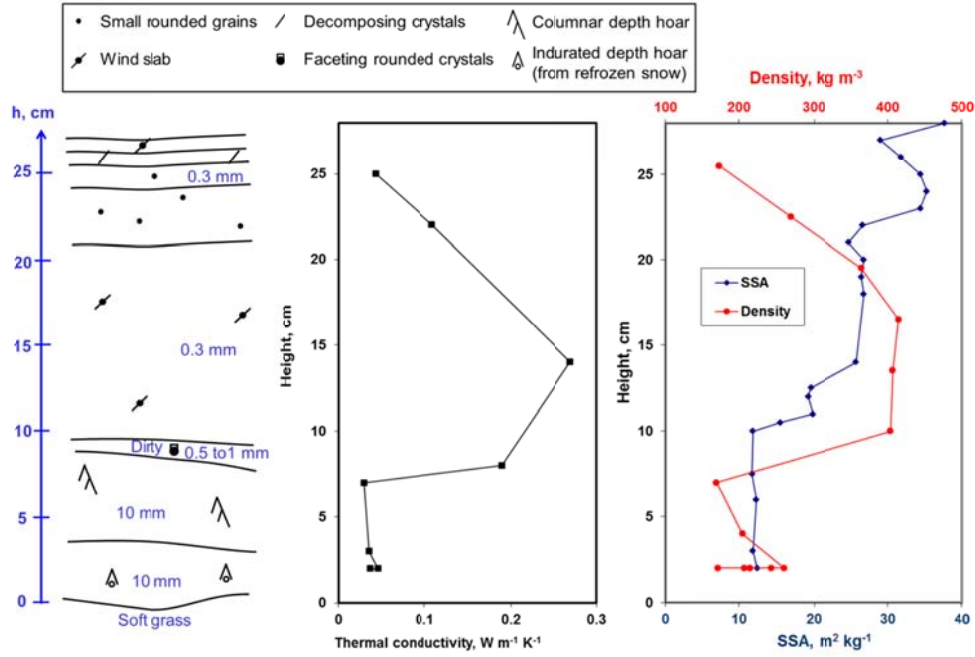 Small rounded grains
Decomposing crystals
Columnar depth hoar
Wind slab
Faceting rounded crystals
Indurated depth hoar
(from refrozen snow)
h, cm
25
20
15
10
5
0
0.3 mm
0.3 mm
Dirty
0.5 to1 mm
10 mm
10 mm
Soft grass
Height, cm
25
20
15
10
5
0
0
0.1
0.2
0.3
Thermal conductivity, W m⁻¹ K⁻¹
Density, kg m⁻³
100
200
300
400
500
Height, cm
25
20
15
10
5
0
SSA
Density
0
10
20
30
40
SSA, m² kg⁻¹